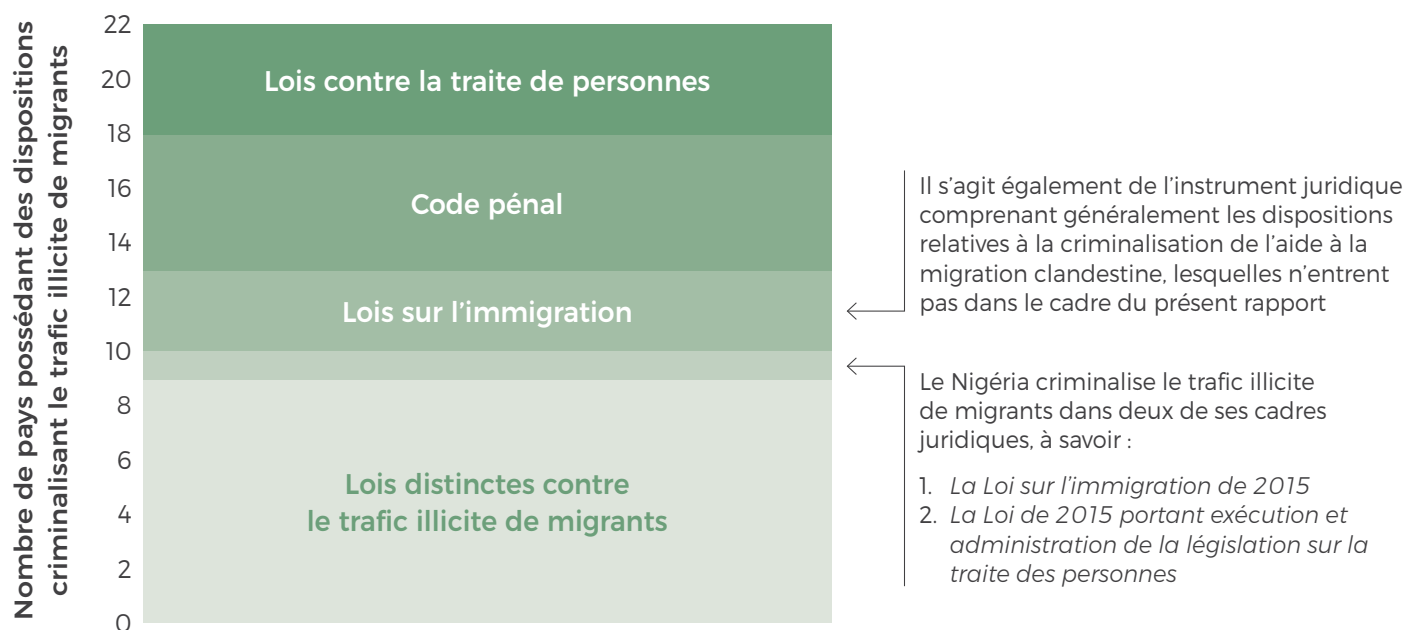 Nombre de pays possédant des dispositions
criminalisant le trafic illicite de migrants
22
20
18
16
14
12
10
8
6
4
2
0
Lois contre la traite de personnes
Code pénal
Lois sur l’immigration
Lois distinctes contre
le trafic illicite de migrants
Il s’agit également de l’instrument juridique
comprenant généralement les dispositions
relatives à la criminalisation de l’aide à la
migration clandestine, lesquelles n’entrent
pas dans le cadre du présent rapport
Le Nigéria criminalise le trafic illicite
de migrants dans deux de ses cadres
juridiques, à savoir :
1. La Loi sur l’immigration de 2015
2. La Loi de 2015 portant exécution et
administration de la législation sur la
traite des personnes